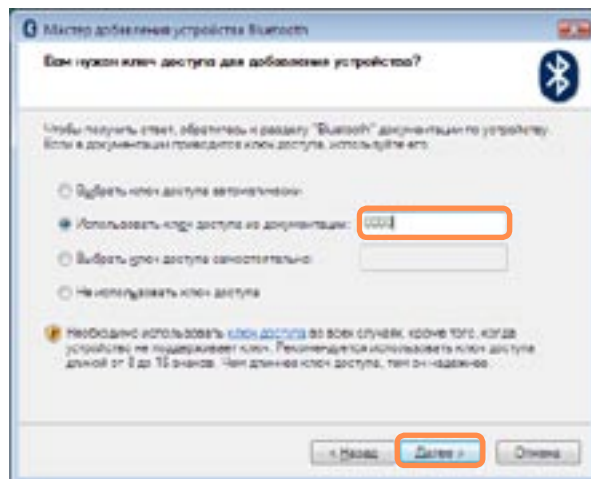 Мастер добавления устройства Bluetooth
Вам нужен ключ доступа для добавления устройства?
Чтобы получить ответ, обратитесь к разделу "Bluetooth" документации по устройству.
Если в документации приводится ключ доступа, используйте его.
Выбрать ключ доступа автоматически
Использовать ключ доступа из документации: 0000
Выбрать ключ доступа самостоятельно:
Не использовать ключ доступа
Необходимо использовать ключ доступа во всех случаях, кроме того, когда
устройство не поддерживает ключ. Рекомендуется использовать ключ доступа
длиной от 8 до 16 знаков. Чем длиннее ключ доступа, тем он надежнее.
< Назад Далее > Отмена